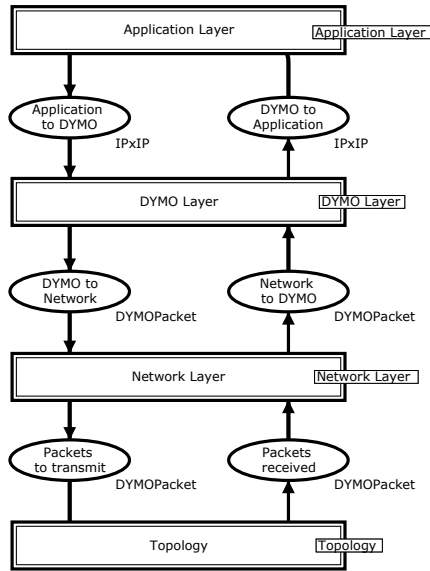 Application Layer
Application Layer
Application
to DYMO
DYMO to
Application
IPxIP
IPxIP
DYMO Layer
DYMO Layer
DYMO to
Network
Network
to DYMO
DYMOPacket
DYMOPacket
Network Layer
Network Layer
Packets
to transmit
Packets
received
DYMOPacket
DYMOPacket
Topology
Topology